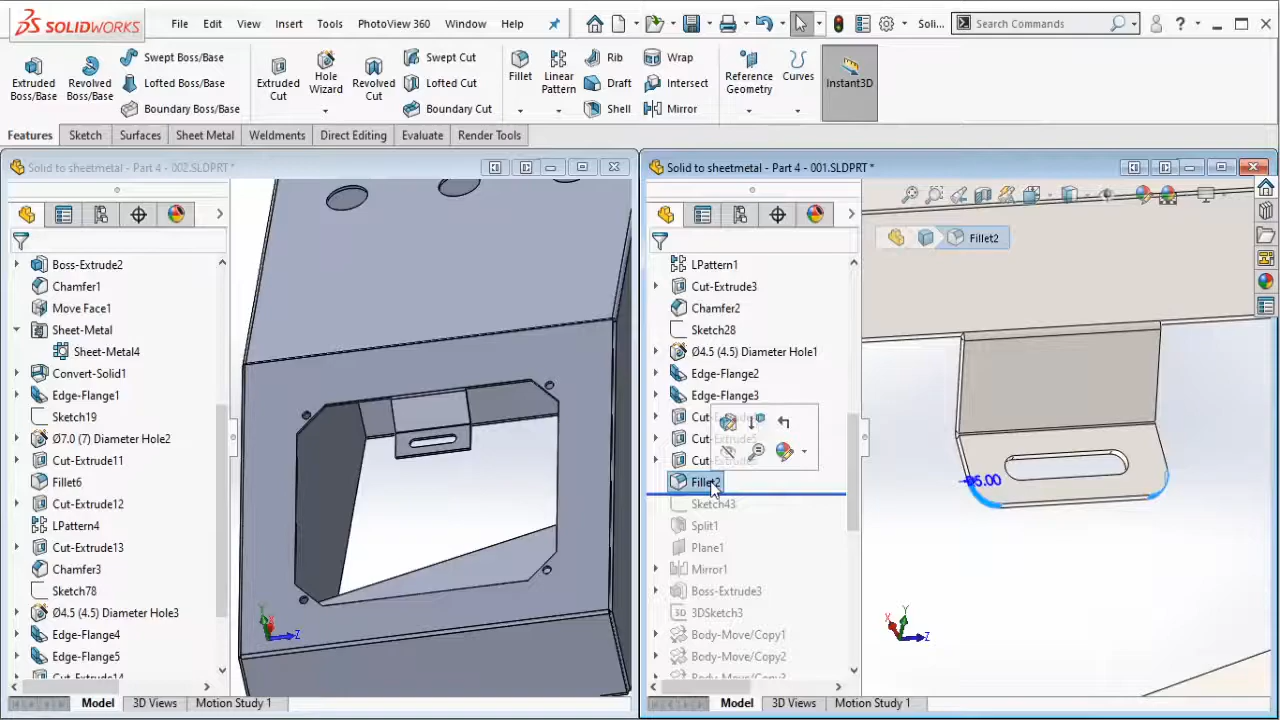 SOLIDWORKS
File Edit View Insert Tools PhotoView 360 Window Help
Soli...
Search Commands
Extruded Boss/Base
Revolved Boss/Base
Swept Boss/Base
Lofted Boss/Base
Boundary Boss/Base
Extruded Cut
Hole Wizard
Revolved Cut
Swept Cut
Lofted Cut
Boundary Cut
Fillet
Linear Pattern
Rib
Draft
Shell
Wrap
Intersect
Mirror
Reference Geometry
Curves
Instant3D
Features Sketch Surfaces Sheet Metal Weldments Direct Editing Evaluate Render Tools
Solid to sheetmetal - Part 4 - 002.SLDPRT *
Boss-Extrude2
Chamfer1
Move Face1
Sheet-Metal
Sheet-Metal4
Convert-Solid1
Edge-Flange1
Sketch19
Ø7.0 (7) Diameter Hole2
Cut-Extrude11
Fillet6
Cut-Extrude12
LPattern4
Cut-Extrude13
Chamfer3
Sketch78
Ø4.5 (4.5) Diameter Hole3
Edge-Flange4
Edge-Flange5
Y
X
Z
Model 3D Views Motion Study 1
Solid to sheetmetal - Part 4 - 001.SLDPRT *
LPattern1
Cut-Extrude3
Chamfer2
Sketch28
Ø4.5 (4.5) Diameter Hole1
Edge-Flange2
Edge-Flange3
Fillet2
Sketch43
Split1
Plane1
Mirror1
Boss-Extrude3
3D 3DSketch3
Body-Move/Copy1
Body-Move/Copy2
Fillet2
5.00
Y
X
Z
Model 3D Views Motion Study 1